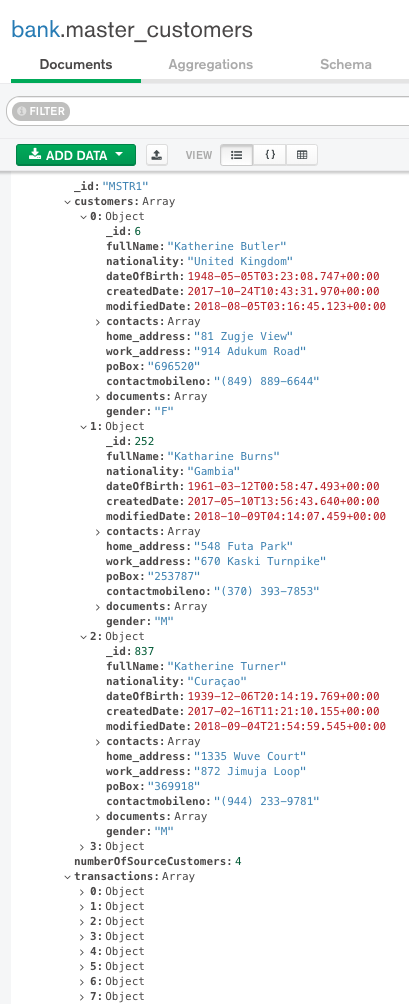 bank.master_customers
Documents Aggregations Schema
FILTER
ADD DATA VIEW { }
_id:"MSTR1"
customers:Array
0:Object
_id:6
fullName:"Katherine Butler"
nationality:"United Kingdom"
dateOfBirth:1948-05-05T03:23:08.747+00:00
createdDate:2017-10-24T10:43:31.970+00:00
modifiedDate:2018-08-05T03:16:45.123+00:00
contacts:Array
home_address:"81 Zugje View"
work_address:"914 Adukum Road"
poBox:"696520"
contactmobileno:"(849) 889-6644"
documents:Array
gender:"F"
1:Object
_id:252
fullName:"Katharine Burns"
nationality:"Gambia"
dateOfBirth:1961-03-12T00:58:47.493+00:00
createdDate:2017-05-10T13:56:43.640+00:00
modifiedDate:2018-10-09T04:14:07.459+00:00
contacts:Array
home_address:"548 Futa Park"
work_address:"670 Kaski Turnpike"
poBox:"253787"
contactmobileno:"(370) 393-7853"
documents:Array
gender:"M"
2:Object
_id:837
fullName:"Katherine Turner"
nationality:"Curaçao"
dateOfBirth:1939-12-06T20:14:19.769+00:00
createdDate:2017-02-16T11:21:10.155+00:00
modifiedDate:2018-09-04T21:54:59.545+00:00
contacts:Array
home_address:"1335 Wuve Court"
work_address:"872 Jimuja Loop"
poBox:"369918"
contactmobileno:"(944) 233-9781"
documents:Array
gender:"M"
3:Object
numberOfSourceCustomers:4
transactions:Array
0:Object
1:Object
2:Object
3:Object
4:Object
5:Object
6:Object
7:Object